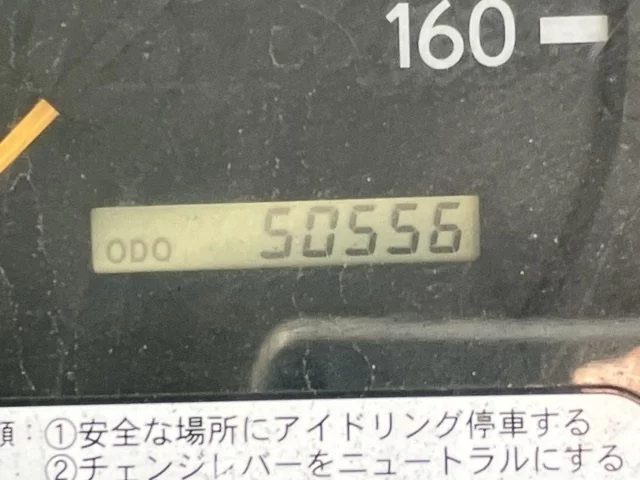 160
ODO 50556
順：①安全な場所にアイドリング停車する
②チェンジレバーをニュートラルにする